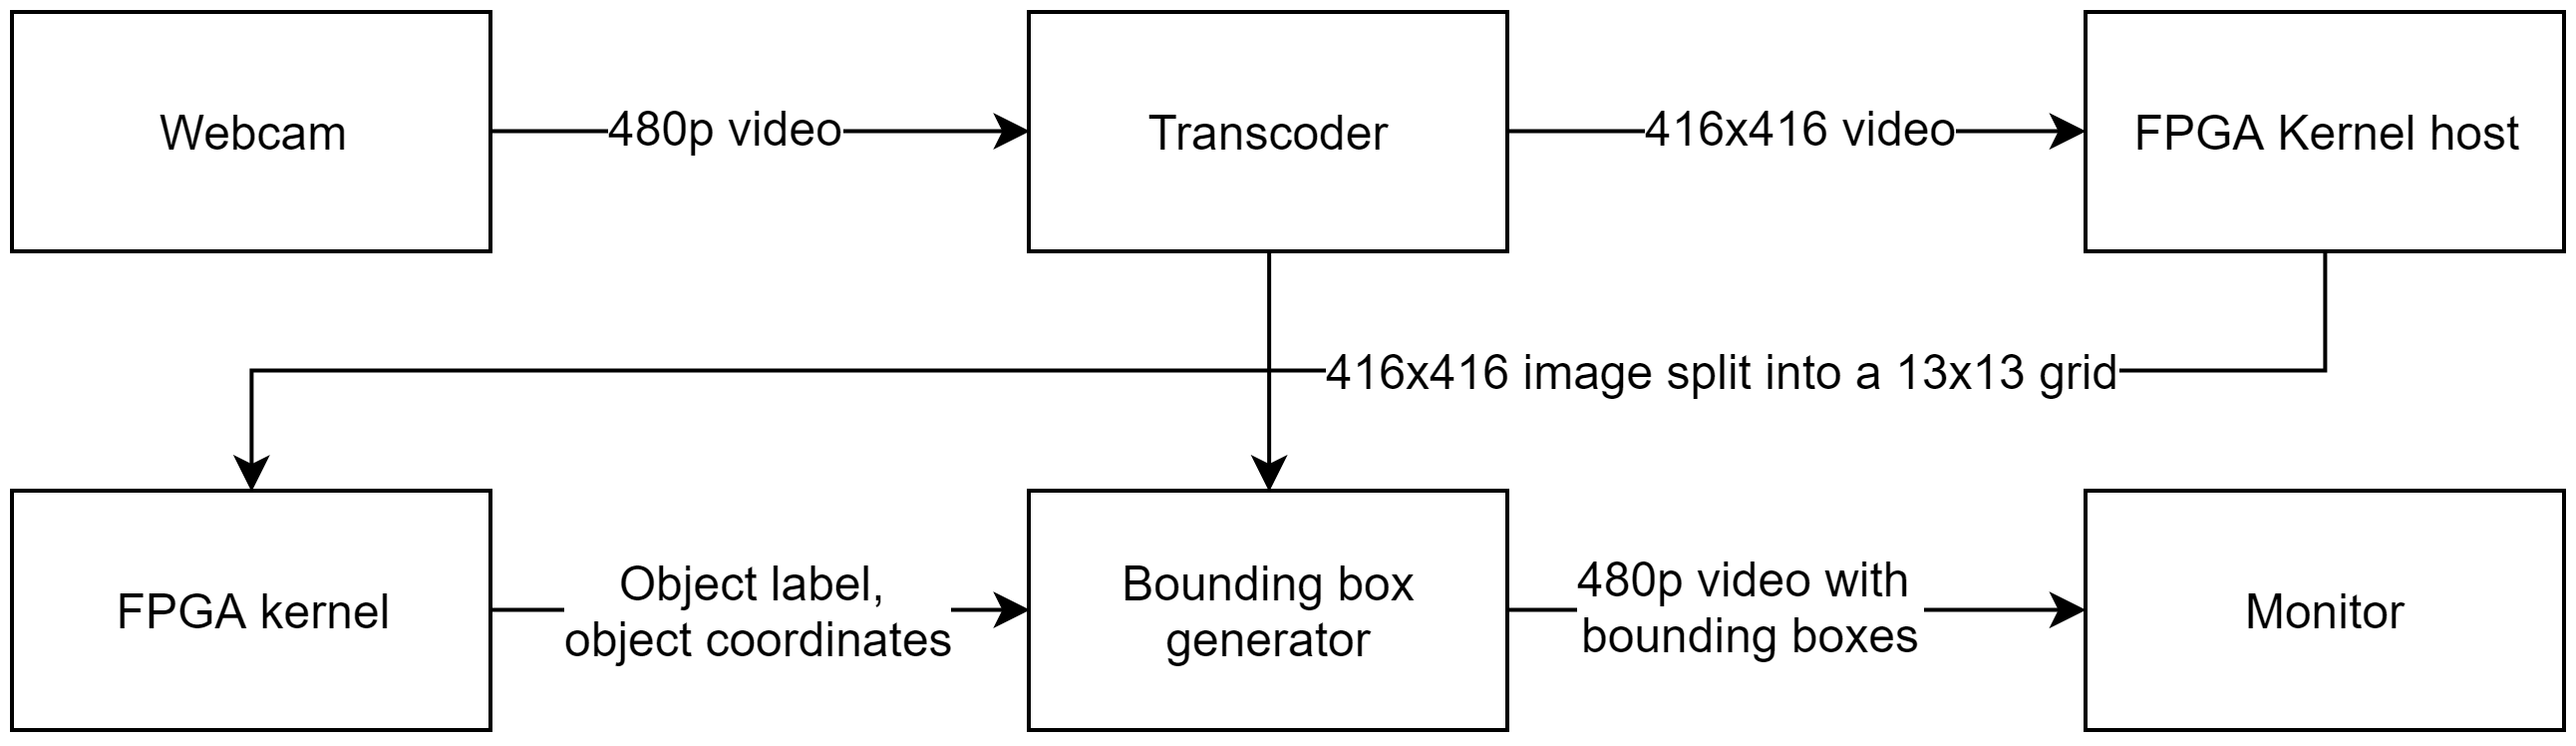 Webcam
480p video
Transcoder
416x416 video
FPGA Kernel host
416x416 image split into a 13x13 grid
FPGA kernel
Object label,
object coordinates
Bounding box
generator
480p video with
bounding boxes
Monitor